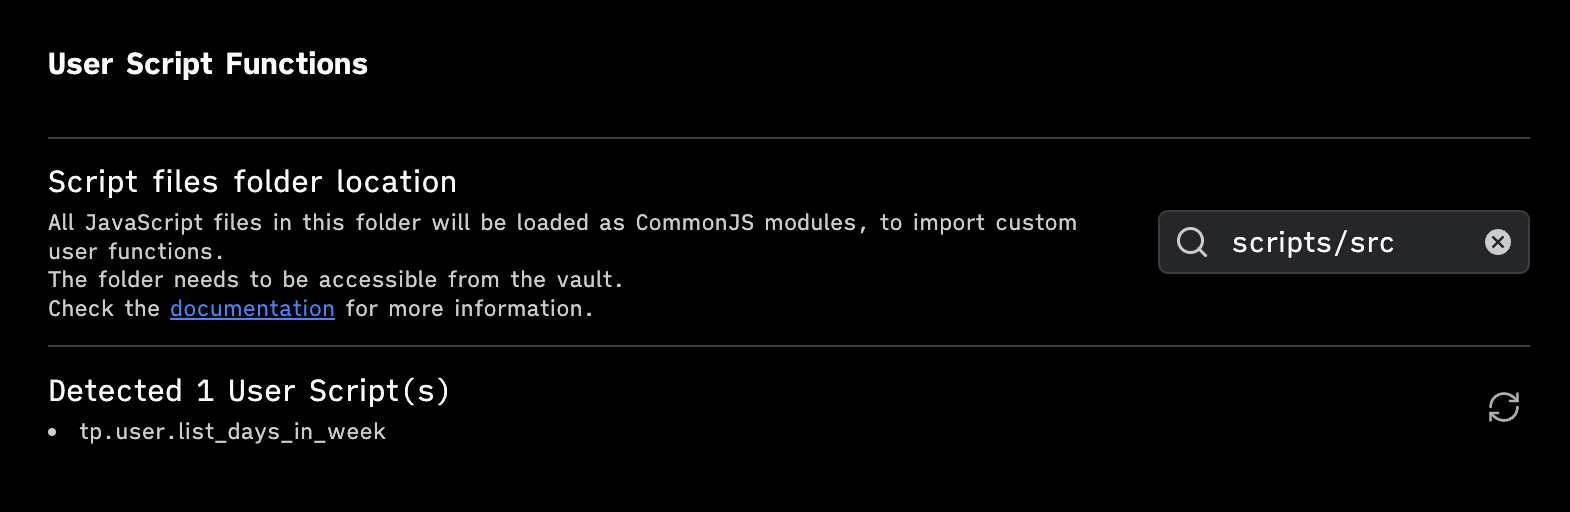 User Script Functions
Script files folder location
All JavaScript files in this folder will be loaded as CommonJS modules, to import custom
user functions.
The folder needs to be accessible from the vault.
Check the documentation for more information.
scripts/src
Detected 1 User Script(s)
• tp.user.list_days_in_week